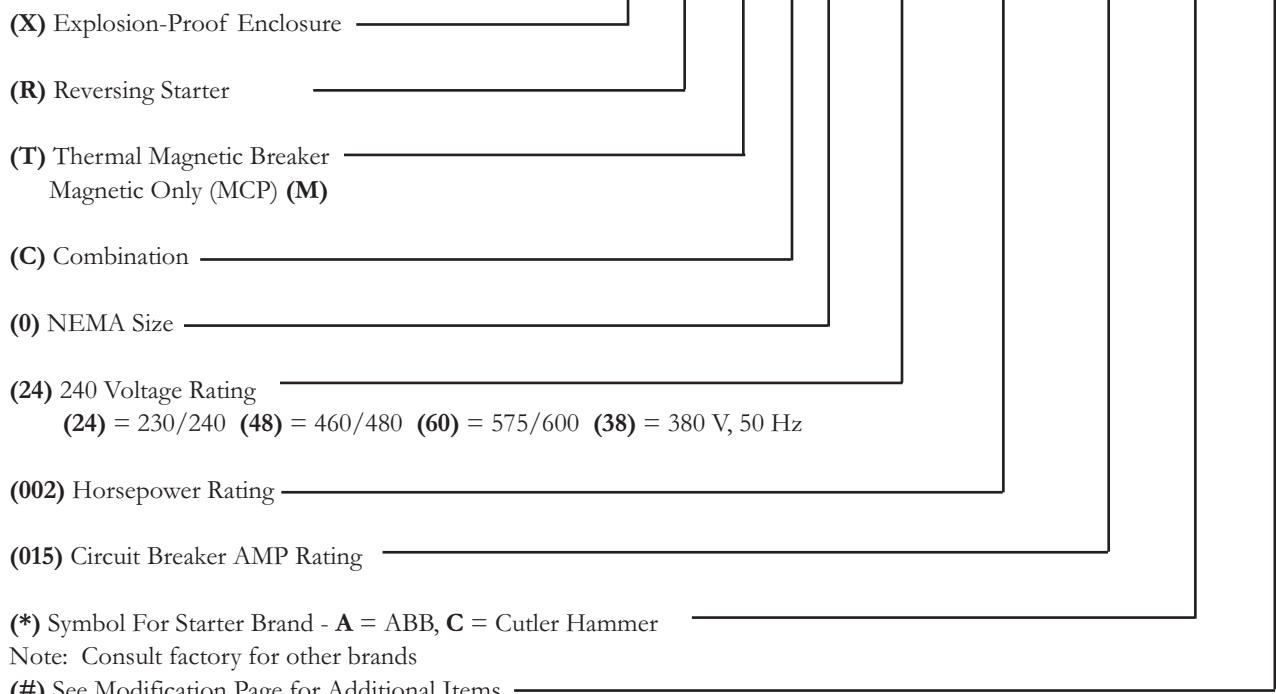 (X) Explosion-Proof Enclosure
(R) Reversing Starter
(T) Thermal Magnetic Breaker
Magnetic Only (MCP) (M)
(C) Combination
(0) NEMA Size
(24) 240 Voltage Rating
(24) = 230/240 (48) = 460/480 (60) = 575/600 (38) = 380 V, 50 Hz
(002) Horsepower Rating
(015) Circuit Breaker AMP Rating
(*) Symbol For Starter Brand - A = ABB, C = Cutler Hammer
Note: Consult factory for other brands
(#) See Modification Page for Additional Items